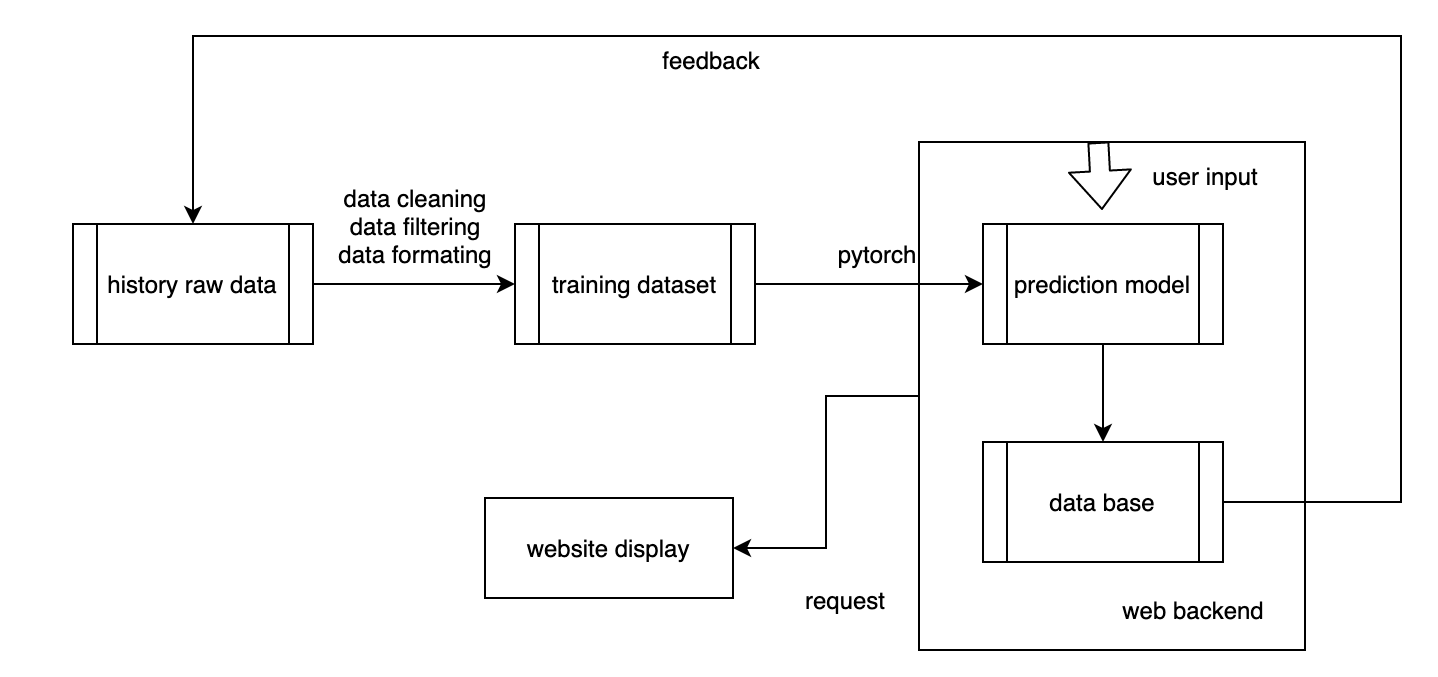 feedback
user input
data cleaning
data filtering
data formating
pytorch
history raw data
training dataset
prediction model
data base
website display
request
web backend